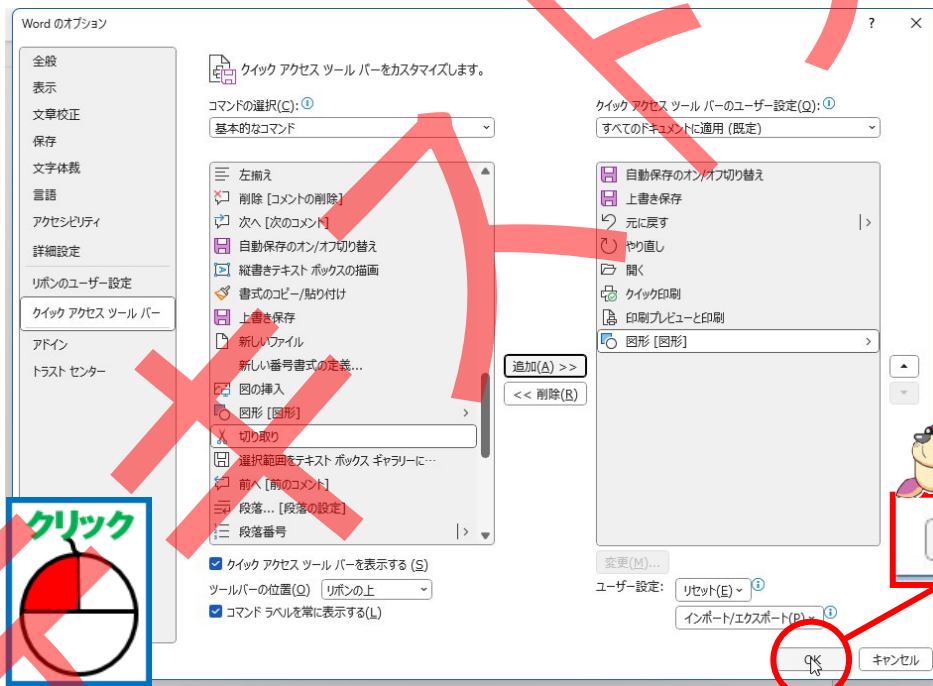 Word のオプション
?
×
全般
表示
文章校正
保存
文字体裁
言語
アクセシビリティ
詳細設定
リボンのユーザー設定
クイック アクセス ツール バー
アドイン
トラスト センター
クイック アクセス ツール バーをカスタマイズします。
コマンドの選択(C):
基本的なコマンド
左揃え
削除 [コメントの削除]
次へ [次のコメント]
自動保存のオン/オフ切り替え
縦書きテキスト ボックスの描画
書式のコピー/貼り付け
上書き保存
新しいファイル
新しい番号書式の定義...
図の挿入
図形 [図形]
切り取り
選択範囲をテキスト ボックス ギャラリーに…
前へ [前のコメント]
段落... [段落の設定]
段落番号
クイック アクセス ツール バーを表示する (S)
ツールバーの位置(O) リボンの上
コマンド ラベルを常に表示する(L)
追加(A) >>
<< 削除(R)
クイック アクセス ツール バーのユーザー設定(Q):
すべてのドキュメントに適用 (既定)
自動保存のオン/オフ切り替え
上書き保存
元に戻す
やり直し
開く
クイック印刷
印刷プレビューと印刷
図形 [図形]
変更(M)...
ユーザー設定: リセット(E)
インポート/エクスポート(P)
OK
キャンセル
クリック